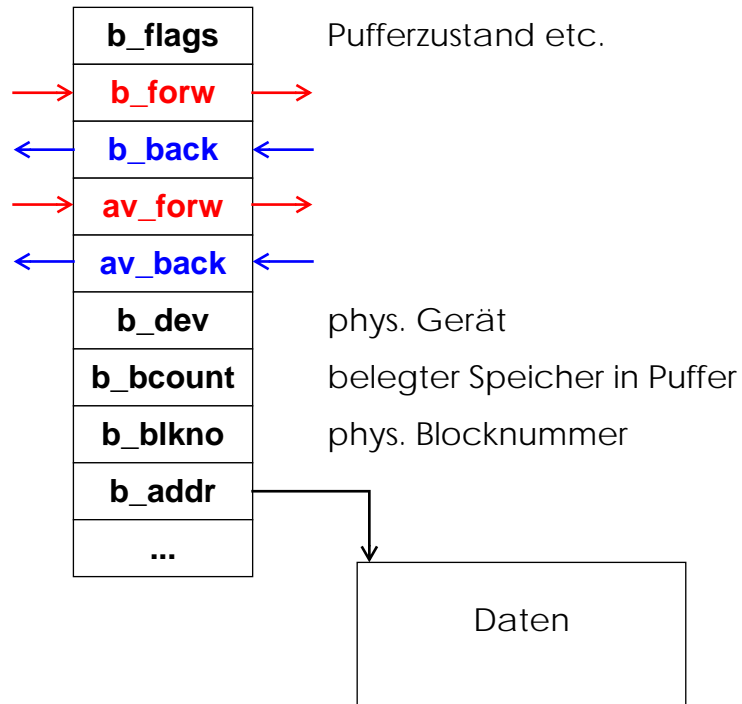 b_flags Pufferzustand etc.
b_forw
b_back
av_forw
av_back
b_dev phys. Gerät
b_bcount belegter Speicher in Puffer
b_blkno phys. Blocknummer
b_addr
...
Daten